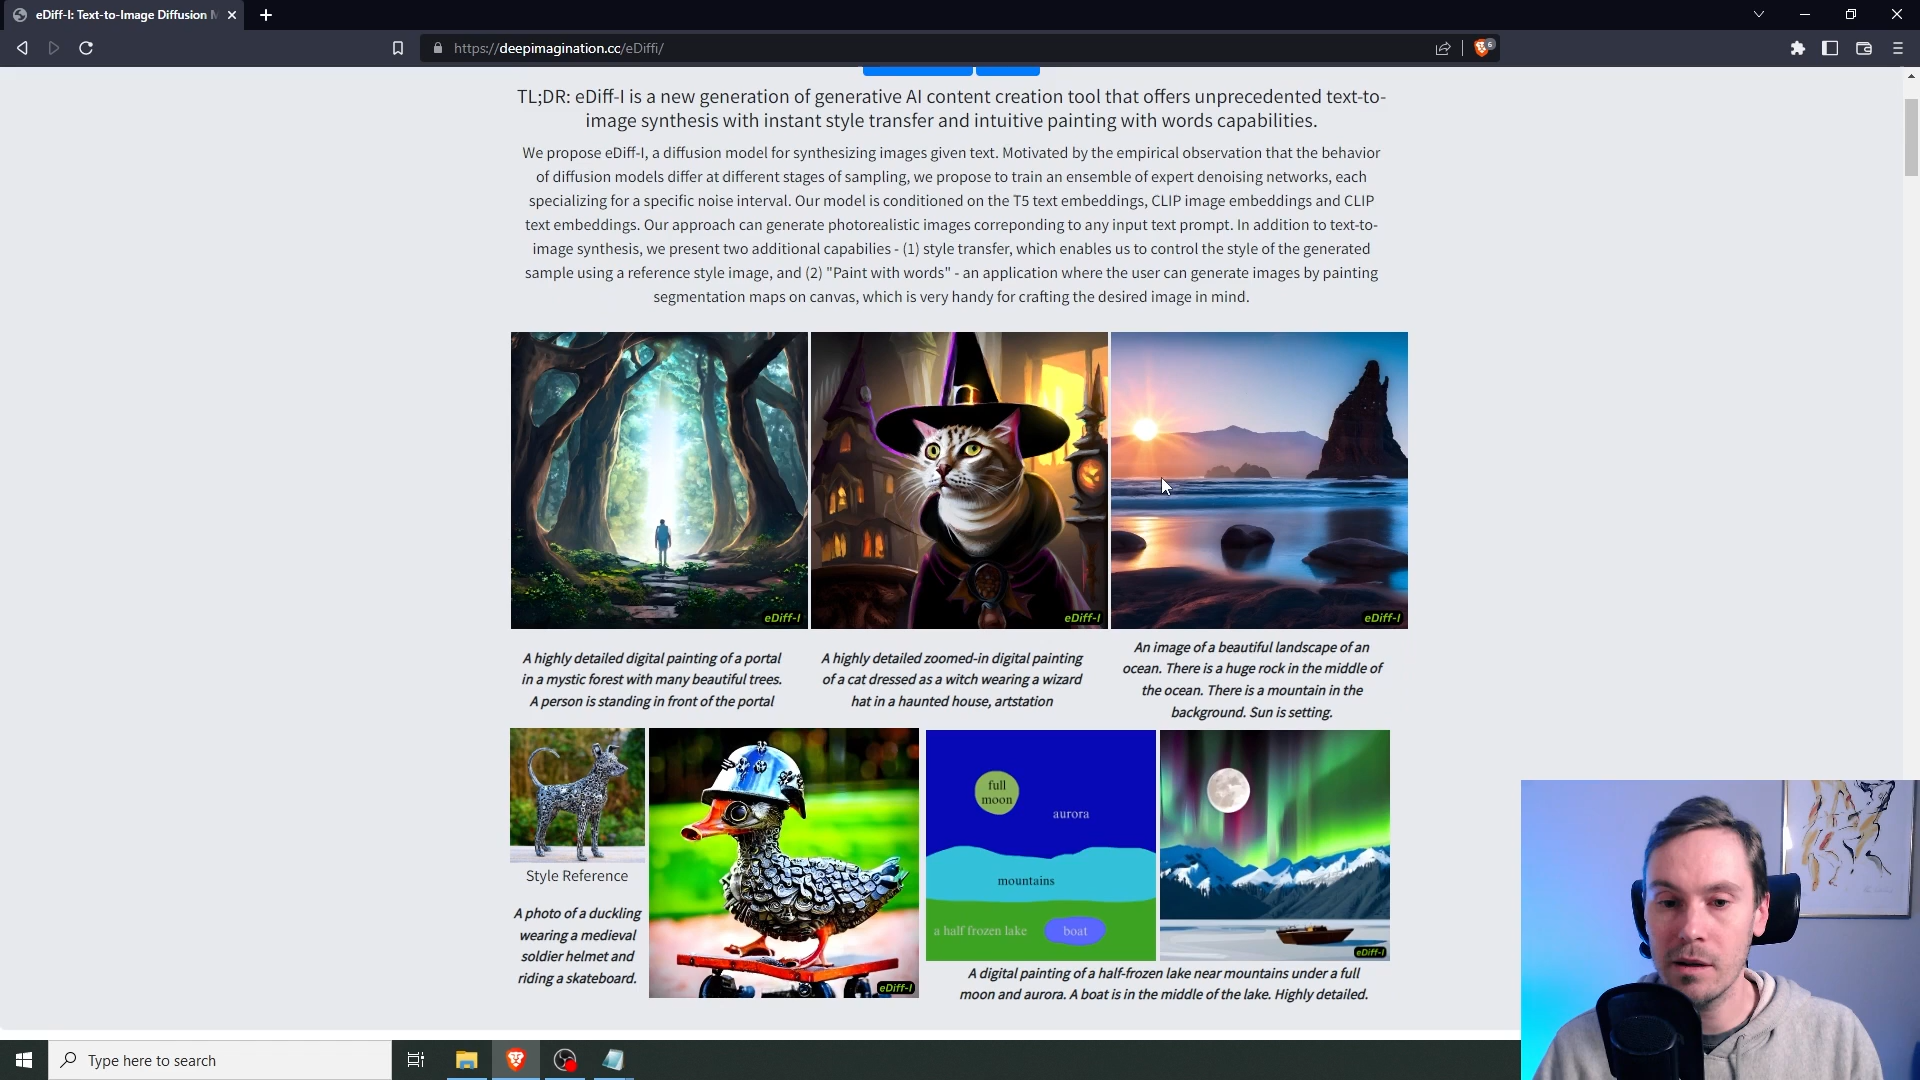 eDiff-I: Text-to-Image Diffusion M
https://deepimagination.cc/eDiffi/
6
TL;DR: eDiff-I is a new generation of generative AI content creation tool that offers unprecedented text-to-
image synthesis with instant style transfer and intuitive painting with words capabilities.
We propose eDiff-I, a diffusion model for synthesizing images given text. Motivated by the empirical observation that the behavior
of diffusion models differ at different stages of sampling, we propose to train an ensemble of expert denoising networks, each
specializing for a specific noise interval. Our model is conditioned on the T5 text embeddings, CLIP image embeddings and CLIP
text embeddings. Our approach can generate photorealistic images correponding to any input text prompt. In addition to text-to-
image synthesis, we present two additional capabilies - (1) style transfer, which enables us to control the style of the generated
sample using a reference style image, and (2) "Paint with words" - an application where the user can generate images by painting
segmentation maps on canvas, which is very handy for crafting the desired image in mind.
eDiff-I
eDiff-I
eDiff-I
A highly detailed digital painting of a portal
in a mystic forest with many beautiful trees.
A person is standing in front of the portal
A highly detailed zoomed-in digital painting
of a cat dressed as a witch wearing a wizard
hat in a haunted house, artstation
An image of a beautiful landscape of an
ocean. There is a huge rock in the middle of
the ocean. There is a mountain in the
background. Sun is setting.
Style Reference
A photo of a duckling
wearing a medieval
soldier helmet and
riding a skateboard.
eDiff-I
full
moon
aurora
mountains
a half frozen lake
boat
eDiff-I
A digital painting of a half-frozen lake near mountains under a full
moon and aurora. A boat is in the middle of the lake. Highly detailed.
Type here to search